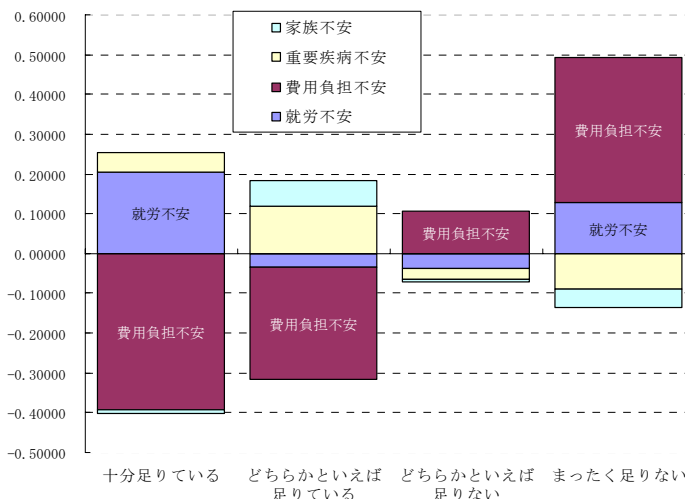 0.60000
0.50000
0.40000
0.30000
0.20000
0.10000
0.00000
-0.10000
-0.20000
-0.30000
-0.40000
-0.50000
家族不安
重要疾病不安
費用負担不安
就労不安
就労不安
費用負担不安
費用負担不安
費用負担不安
費用負担不安
就労不安
十分足りている
どちらかといえば
足りている
どちらかといえば
足りない
まったく足りない